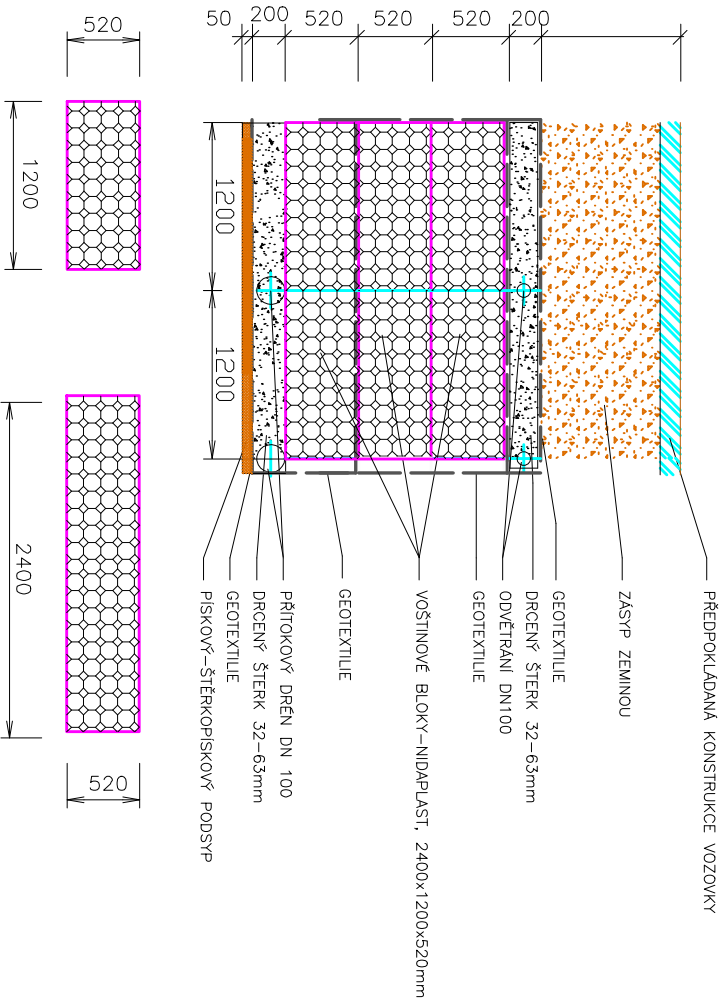 50
200
520
520
520
200
520
1200
1200
1200
2400
520
PŘEDPOKLÁDANÁ KONSTRUKCE VOZOVKY
ZÁSYP ZEMINOU
GEOTEXTILIE
DRCENÝ ŠTERK 32-63mm
ODVĚTRÁNÍ DN100
GEOTEXTILIE
VOŠTINOVÉ BLOKY-NIDAPLAST, 2400x1200x520mm
GEOTEXTILIE
PŘÍTOKOVÝ DRÉN DN 100
DRCENÝ ŠTERK 32-63mm
GEOTEXTILIE
PÍSKOVÝ-ŠTĚRKOPÍSKOVÝ PODSYP